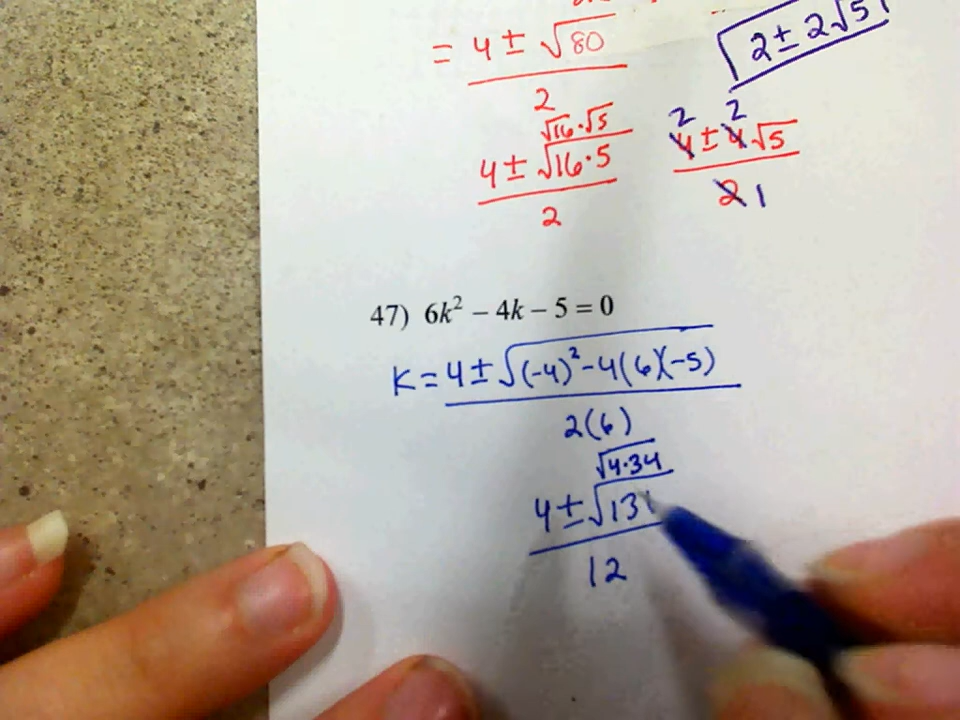 = 4 ± √80
2
2 ± 2√5
√16 · √5
4 ± √16 · 5
2
2 2
4 ± 4√5
2 1
47) 6k² − 4k − 5 = 0
K = 4 ± √(-4)² - 4(6)(-5)
2(6)
√4·34
4 ± √13
12